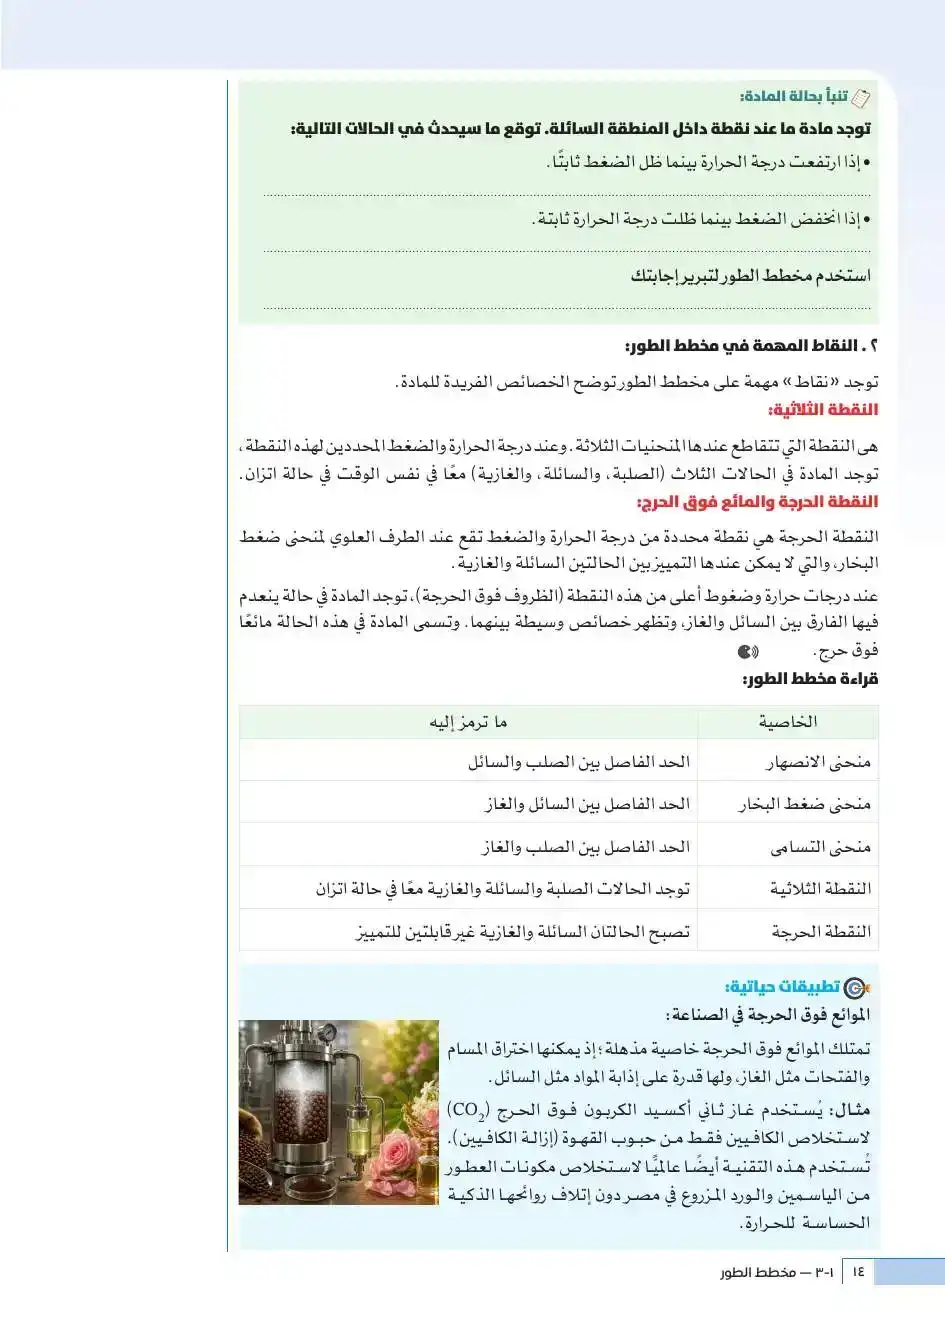 تنبأ بحالة المادة:
توجد مادة ما عند نقطة داخل المنطقة السائلة. توقع ما سيحدث في الحالات التالية:
• إذا ارتفعت درجة الحرارة بينما ظل الضغط ثابتًا.
• إذا انخفض الضغط بينما ظلت درجة الحرارة ثابتة.
استخدم مخطط الطور لتبرير إجابتك
٢ . النقاط المهمة في مخطط الطور:
توجد «نقاط» مهمة على مخطط الطور توضح الخصائص الفريدة للمادة.
النقطة الثلاثية:
هى النقطة التي تتقاطع عندها المنحنيات الثلاثة. وعند درجة الحرارة والضغط المحددين لهذه النقطة،
توجد المادة في الحالات الثلاث (الصلبة، والسائلة، والغازية) معًا في نفس الوقت في حالة اتزان.
النقطة الحرجة والمائع فوق الحرج:
النقطة الحرجة هي نقطة محددة من درجة الحرارة والضغط تقع عند الطرف العلوي لمنحنى ضغط
البخار، والتي لا يمكن عندها التمييز بين الحالتين السائلة والغازية.
عند درجات حرارة وضغوط أعلى من هذه النقطة (الظروف فوق الحرجة)، توجد المادة في حالة ينعدم
فيها الفارق بين السائل والغاز، وتظهر خصائص وسيطة بينهما. وتسمى المادة في هذه الحالة مائعًا
فوق حرج.
قراءة مخطط الطور:
الخاصية ما ترمز إليه
منحنى الانصهار الحد الفاصل بين الصلب والسائل
منحنى ضغط البخار الحد الفاصل بين السائل والغاز
منحنى التسامى الحد الفاصل بين الصلب والغاز
النقطة الثلاثية توجد الحالات الصلبة والسائلة والغازية معًا في حالة اتزان
النقطة الحرجة تصبح الحالتان السائلة والغازية غير قابلتين للتمييز
تطبيقات حياتية:
الموائع فوق الحرجة في الصناعة:
تمتلك الموائع فوق الحرجة خاصية مذهلة؛ إذ يمكنها اختراق المسام
والفتحات مثل الغاز، ولها قدرة على إذابة المواد مثل السائل.
مثال: يُستخدم غاز ثاني أكسيد الكربون فوق الحرج (CO₂)
لاستخلاص الكافيين فقط من حبوب القهوة (إزالة الكافيين).
تُستخدم هذه التقنية أيضًا عالميًّا لاستخلاص مكونات العطور
من الياسمين والورد المزروع في مصر دون إتلاف روائحها الذكية
الحساسة للحرارة.
١٤ ١-٣ — مخطط الطور